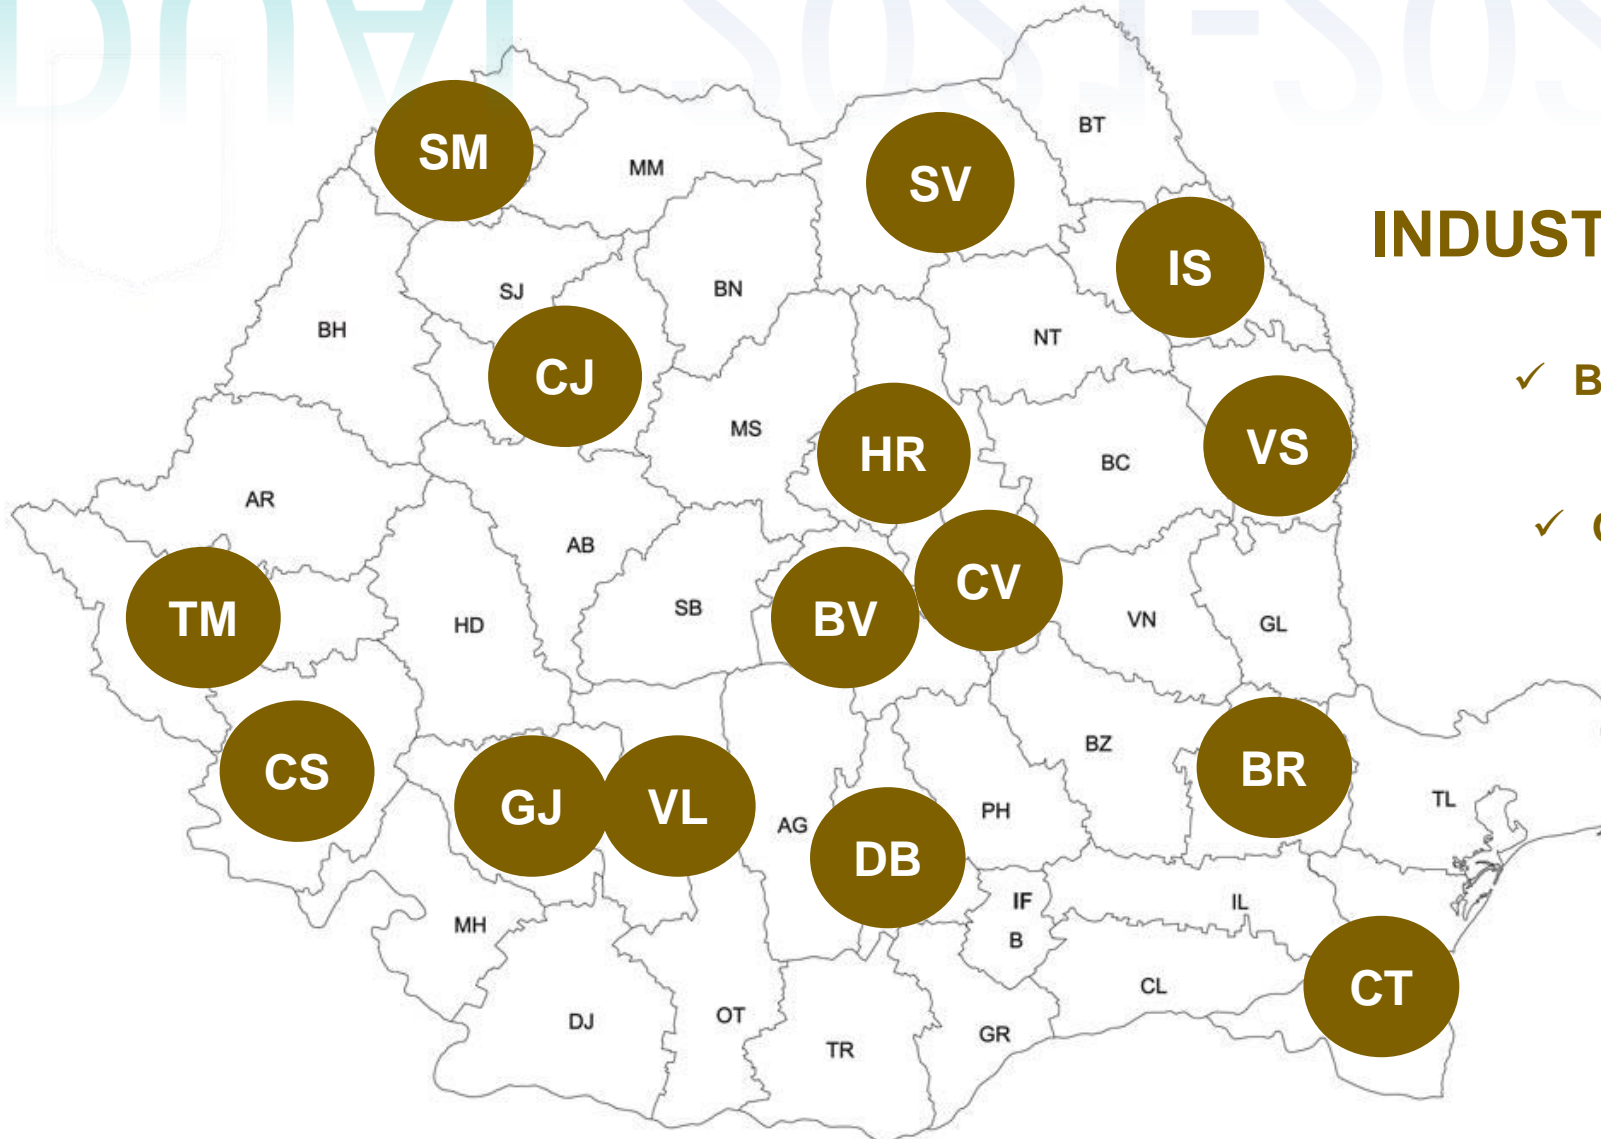 BT
SM
MM
SV
INDUST
IS
SJ
BN
BH
NT
CJ
✓ B
MS
HR
BC
VS
AR
✓
AB
CV
TM
HD
SB
BV
VN
GL
CS
GJ
VL
BZ
BR
TL
AG
PH
DB
IF
IL
MH
B
CL
CT
DJ
OT
TR
GR